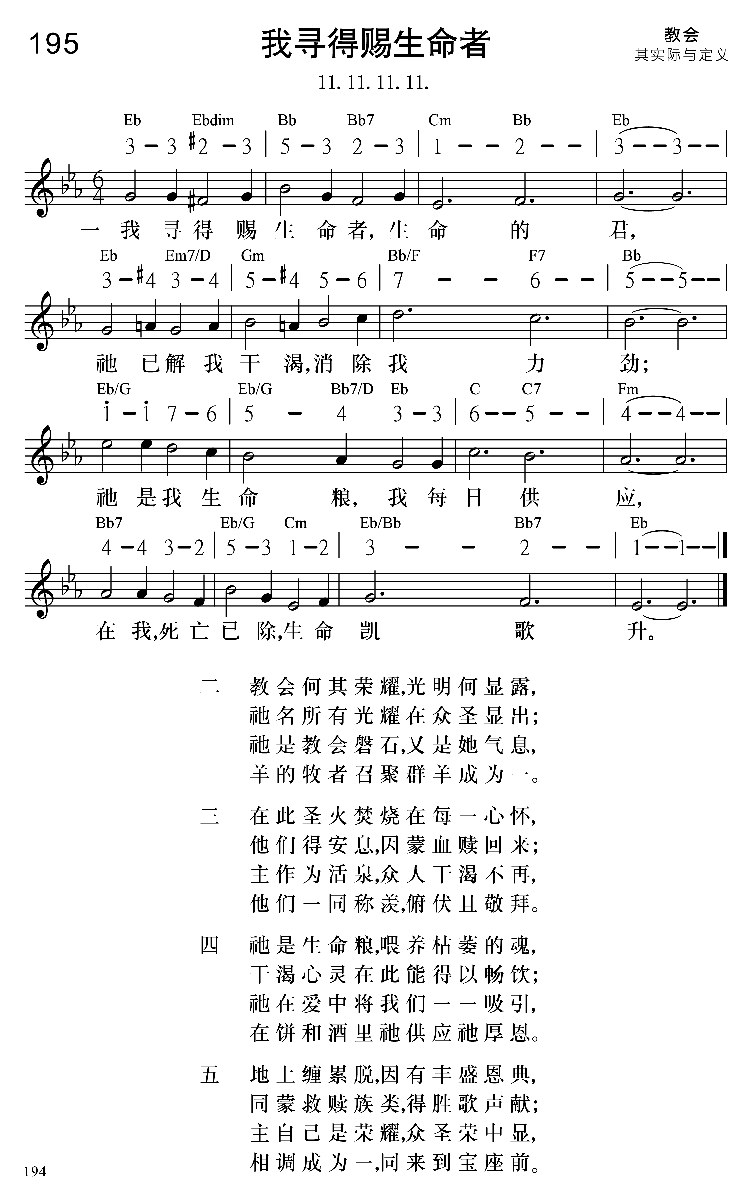 195
我寻得赐生命者
教会
其实际与定义
11. 11. 11. 11.
Eb Ebdim Bb Bb7 Cm Bb Eb
3 – 3 #2 – 3 | 5 – 3 2 – 3 | 1 – – 2 – – | 3 – – 3 – – |
6
4
一 我 寻 得 赐 生 命 者, 生 命 的 君,
Eb Em7/D Gm Bb/F F7 Bb
3 – #4 3 – 4 | 5 – #4 5 – 6 | 7 – – 6 – – | 5 – – 5 – – |
祂 已 解 我 干 渴, 消 除 我 力 劲;
Eb/G Eb/G Bb7/D Eb C C7 Fm
i – i 7 – 6 | 5 – 4 3 – 3 | 6 – – 5 – – | 4 – – 4 – – |
祂 是 我 生 命 粮, 我 每 日 供 应,
Bb7 Eb/G Cm Eb/Bb Bb7 Eb
4 – 4 3 – 2 | 5 – 3 1 – 2 | 3 – – 2 – – | 1 – – 1 – – ||
在 我, 死 亡 已 除, 生 命 凯 歌 升。
二 教会何其荣耀,光明何显露,
祂名所有光耀在众圣显出;
祂是教会磐石,又是她气息,
羊的牧者召聚群羊成为一。
三 在此圣火焚烧在每一心怀,
他们得安息,因蒙血赎回来;
主作为活泉,众人干渴不再,
他们一同称羡,俯伏且敬拜。
四 祂是生命粮,喂养枯萎的魂,
干渴心灵在此能得以畅饮;
祂在爱中将我们一一吸引,
在饼和酒里祂供应祂厚恩。
五 地上缠累脱,因有丰盛恩典,
同蒙救赎族类,得胜歌声献;
主自己是荣耀,众圣荣中显,
相调成为一,同来到宝座前。
194